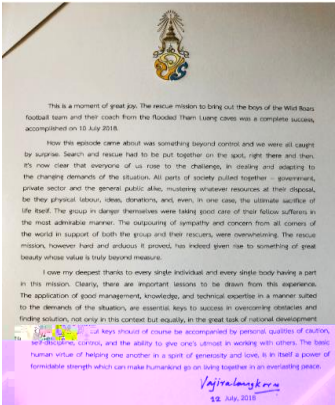 This is a moment of great joy. The rescue mission to bring out the boys of the Wild Boars
football team and their coach from the flooded Tham Luang caves was a complete success,
accomplished on 10 July 2018.
How this episode came about was something beyond control and we were all caught
by surprise. Search and rescue had to be put together on the spot, right there and then.
It's now clear that everyone of us rose to the challenge, in dealing and adapting to
the changing demands of the situation. All parts of society pulled together – government,
private sector and the general public alike, mustering whatever resources at their disposal,
be they physical labour, ideas, donations, and, even, in one case, the ultimate sacrifice of
life itself. The group in danger themselves were taking good care of their fellow sufferers in
the most admirable manner. The outpouring of sympathy and concern from all corners of
the world in support of both the group and their rescuers, were overwhelming. The rescue
mission, however hard and arduous it proved, has indeed given rise to something of great
beauty whose value is truly beyond measure.
I owe my deepest thanks to every single individual and every single body having a part
in this mission. Clearly, there are important lessons to be drawn from this experience.
The application of good management, knowledge, and technical expertise in a manner suited
to the demands of the situation, are essential keys to success in overcoming obstacles and
finding solution, not only in this context but equally, in the great task of national development
keys should of course be accompanied by personal qualities of caution,
self-discipline, control, and the ability to give one's utmost in working with others. The basic
human virtue of helping one another in a spirit of generosity and love, is in itself a power of
formidable strength which can make humankind go on living together in an everlasting peace.
Vajiralongkorn
12 July, 2018